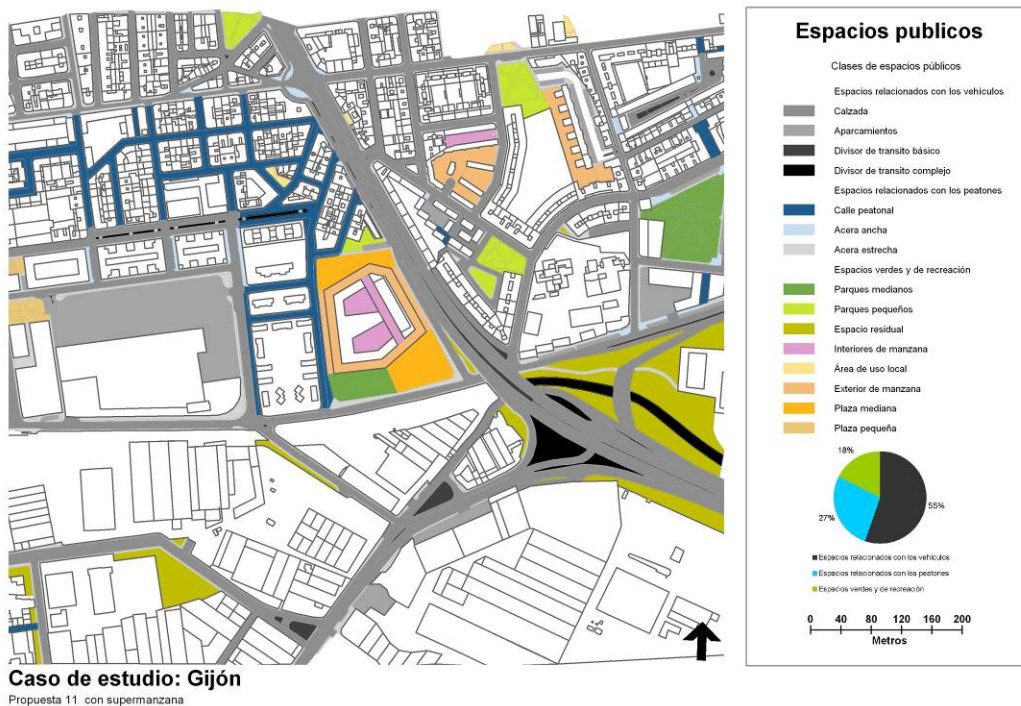 Espacios publicos
Clases de espacios públicos
Espacios relacionados con los vehículos
Calzada
Aparcamientos
Divisor de transito básico
Divisor de transito complejo
Espacios relacionados con los peatones
Calle peatonal
Acera ancha
Acera estrecha
Espacios verdes y de recreación
Parques medianos
Parques pequeños
Espacio residual
Interiores de manzana
Área de uso local
Exterior de manzana
Plaza mediana
Plaza pequeña
18%
55%
27%
Espacios relacionados con los vehículos
Espacios relacionados con los peatones
Espacios verdes y de recreación
0 40 80 120 160 200
Metros
Caso de estudio: Gijón
Propuesta 11 con supermanzana